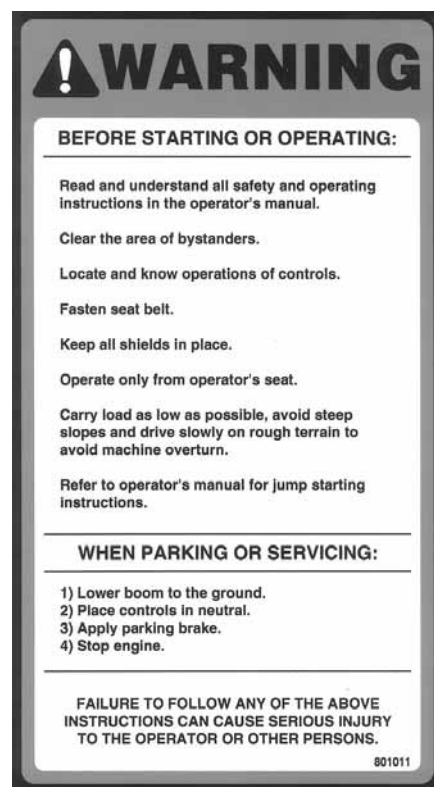 WARNING
BEFORE STARTING OR OPERATING:
Read and understand all safety and operating
instructions in the operator's manual.
Clear the area of bystanders.
Locate and know operations of controls.
Fasten seat belt.
Keep all shields in place.
Operate only from operator's seat.
Carry load as low as possible, avoid steep
slopes and drive slowly on rough terrain to
avoid machine overturn.
Refer to operator's manual for jump starting
instructions.
WHEN PARKING OR SERVICING:
1) Lower boom to the ground.
2) Place controls in neutral.
3) Apply parking brake.
4) Stop engine.
FAILURE TO FOLLOW ANY OF THE ABOVE
INSTRUCTIONS CAN CAUSE SERIOUS INJURY
TO THE OPERATOR OR OTHER PERSONS.
801011